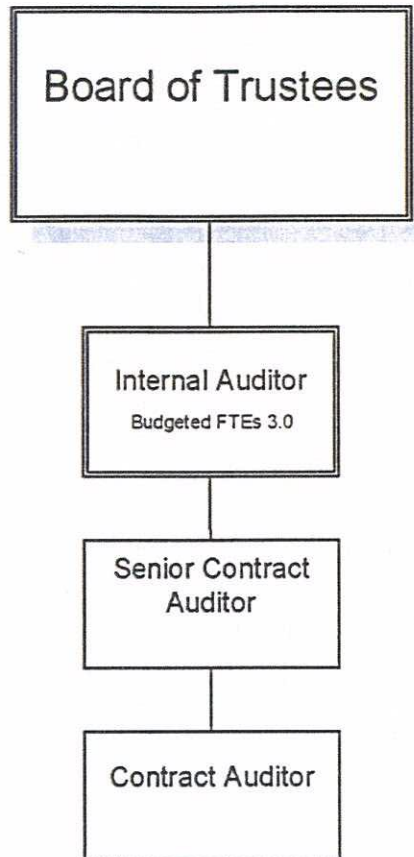 Board of Trustees
Internal Auditor
Budgeted FTEs 3.0
Senior Contract
Auditor
Contract Auditor